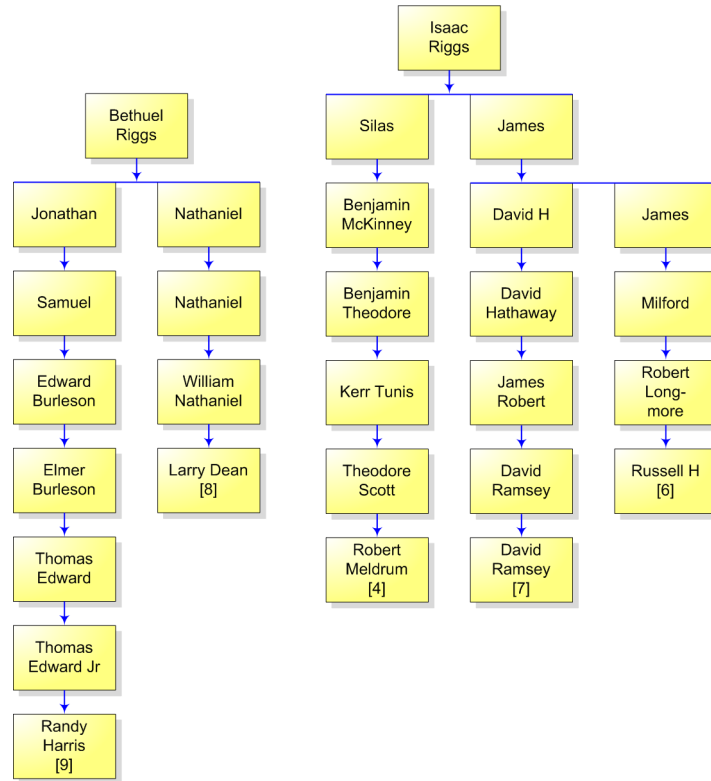 Isaac
Riggs
Bethuel
Riggs
Silas
James
Jonathan
Nathaniel
Benjamin
McKinney
David H
James
Samuel
Nathaniel
Benjamin
Theodore
David
Hathaway
Milford
Edward
Burleson
William
Nathaniel
Kerr Tunis
James
Robert
Robert
Long-
more
Elmer
Burleson
Larry Dean
[8]
Theodore
Scott
David
Ramsey
Russell H
[6]
Thomas
Edward
Robert
Meldrum
[4]
David
Ramsey
[7]
Thomas
Edward Jr
Randy
Harris
[9]